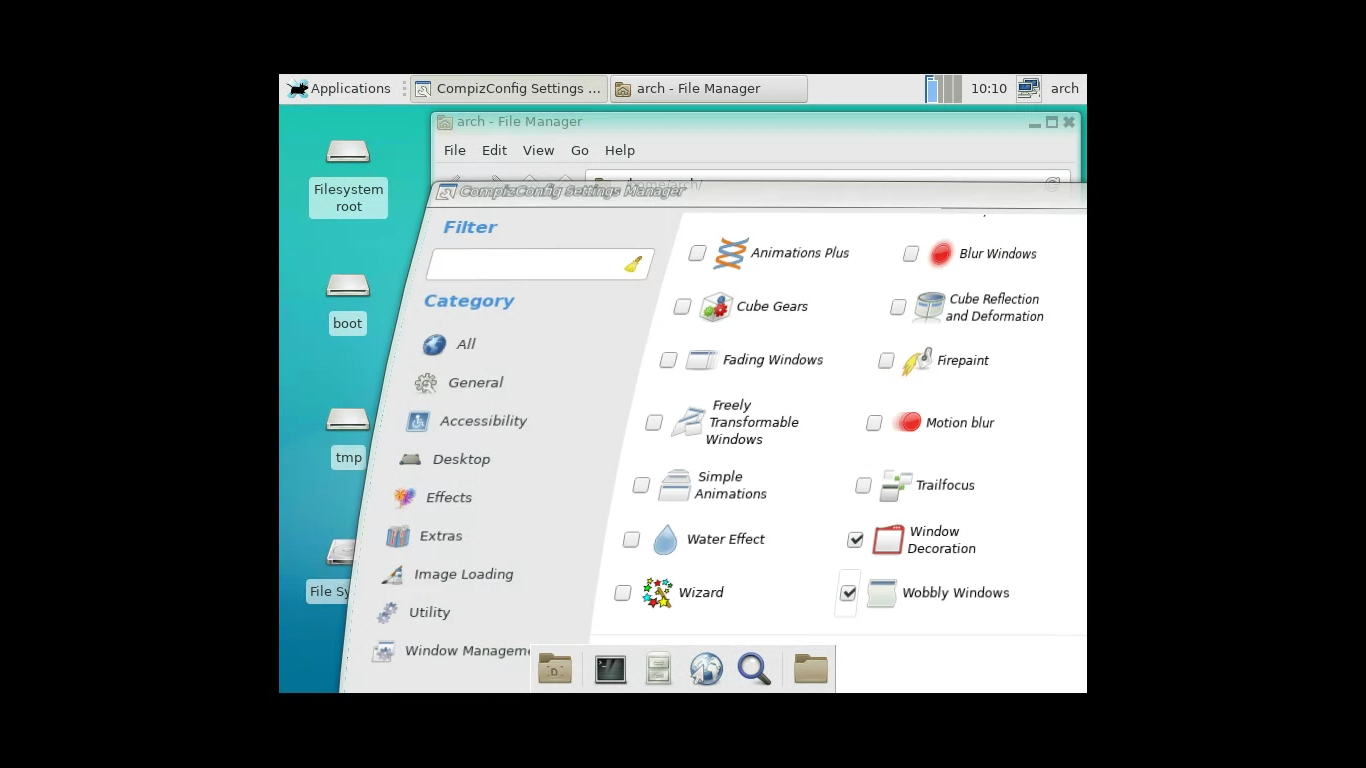 Applications
CompizConfig Settings ...
arch - File Manager
10:10
arch
arch - File Manager
File Edit View Go Help
Filesystem
root
boot
tmp
File Sy
CompizConfig Settings Manager
Filter
Category
All
General
Accessibility
Desktop
Effects
Extras
Image Loading
Utility
Window Manageme
Animations Plus
Blur Windows
Cube Gears
Cube Reflection
and Deformation
Fading Windows
Firepaint
Freely
Transformable
Windows
Motion blur
Simple
Animations
Trailfocus
Water Effect
Window
Decoration
Wizard
Wobbly Windows